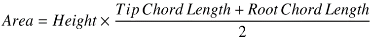 Area = Height × (Tip Chord Length + Root Chord Length) / 2